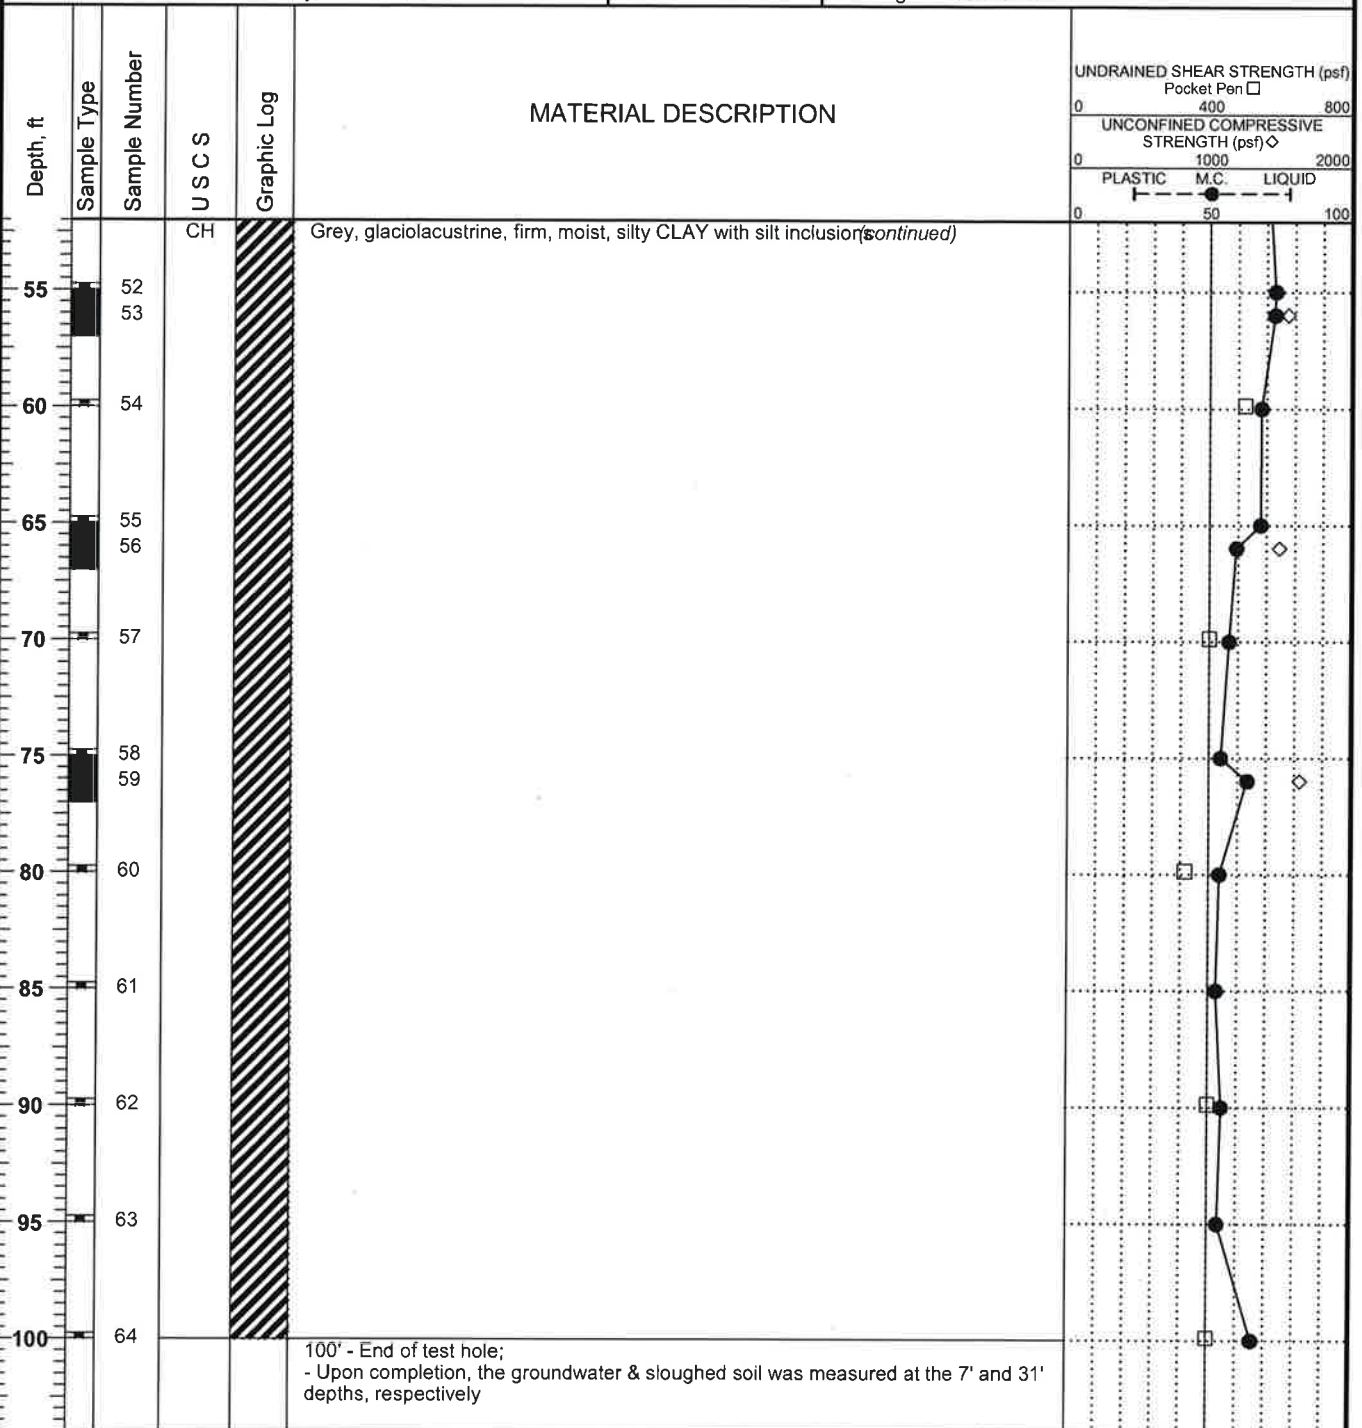 Depth, ft
Sample Type
Sample Number
U S C S
Graphic Log
MATERIAL DESCRIPTION
UNDRAINED SHEAR STRENGTH (psf)
Pocket Pen □
0 400 800
UNCONFINED COMPRESSIVE
STRENGTH (psf)◇
0 1000 2000
PLASTIC M.C. LIQUID
0 50 100
CH Grey, glaciolacustrine, firm, moist, silty CLAY with silt inclusions(continued)
55 52
53
60 54
65 55
56
70 57
75 58
59
80 60
85 61
90 62
95 63
100 64
100' - End of test hole;
- Upon completion, the groundwater & sloughed soil was measured at the 7' and 31'
depths, respectively